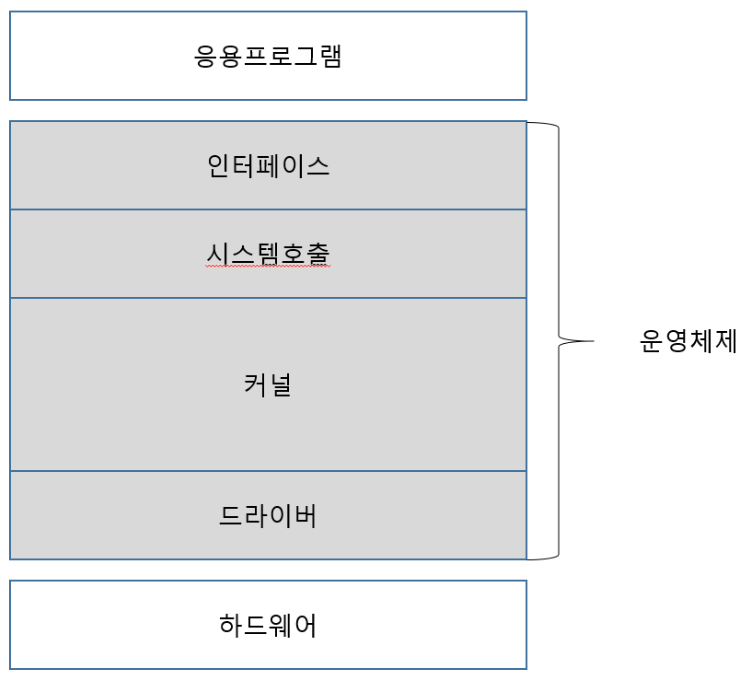 응용프로그램
인터페이스
시스템호출
커널
드라이버
운영체제
하드웨어